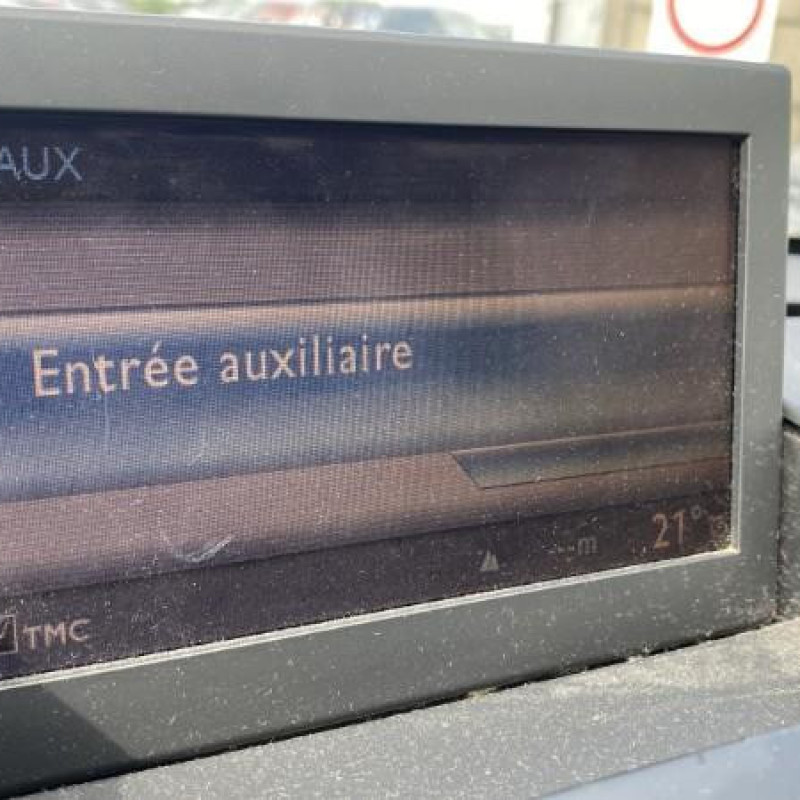 AUX
Entrée auxiliaire
--m 21°
TMC